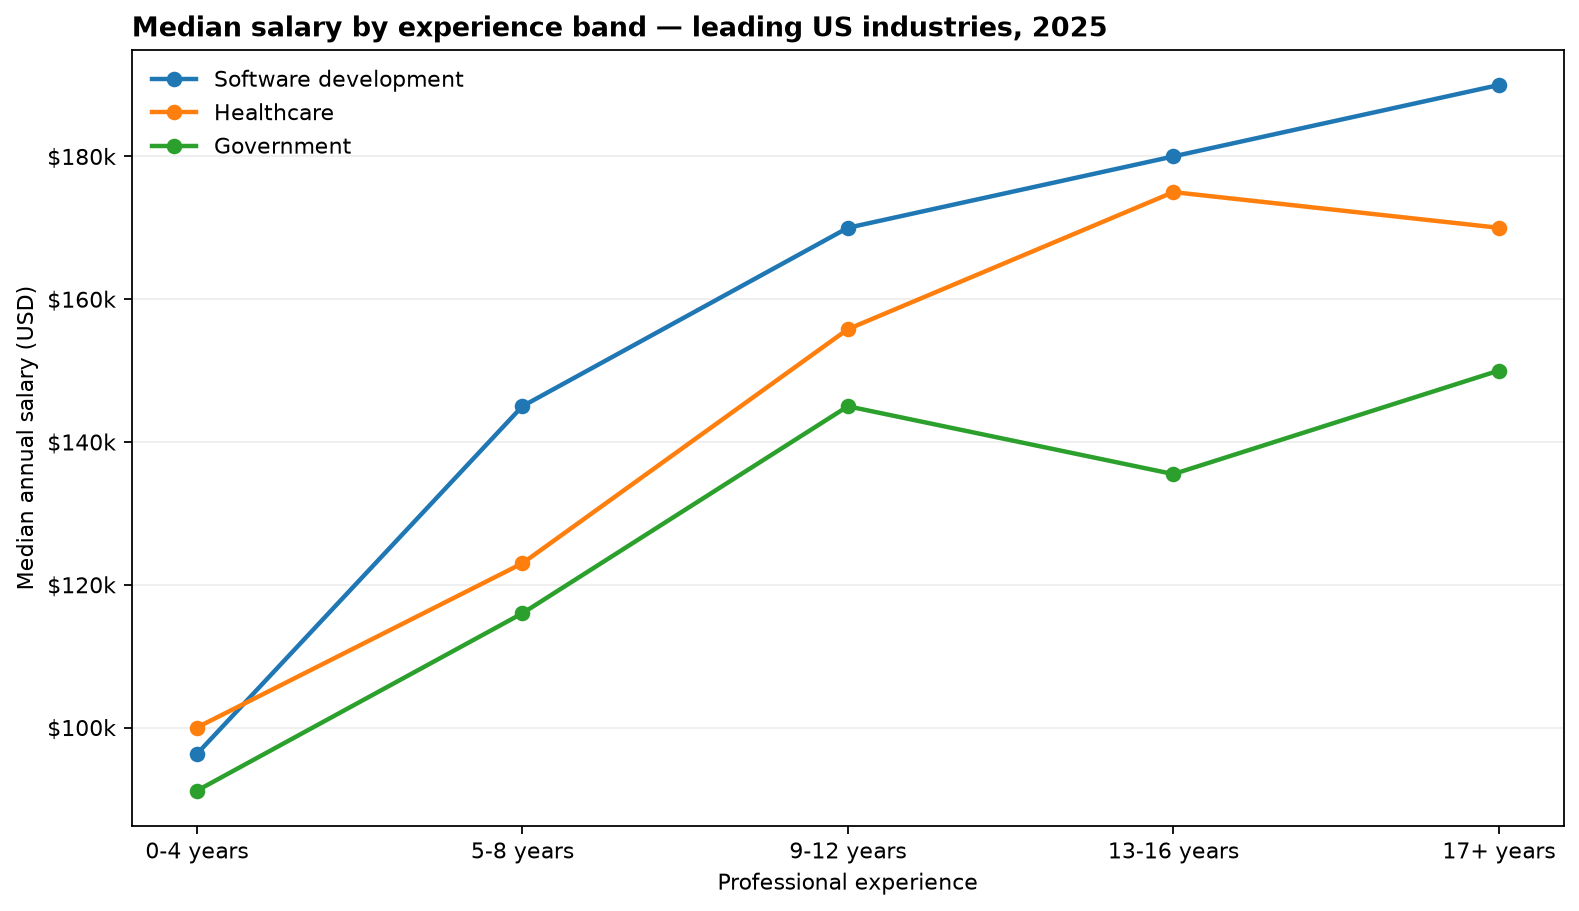 Median salary by experience band — leading US industries, 2025
Software development
Healthcare
Government
$180k
$160k
$140k
$120k
$100k
Median annual salary (USD)
0-4 years
5-8 years
9-12 years
13-16 years
17+ years
Professional experience